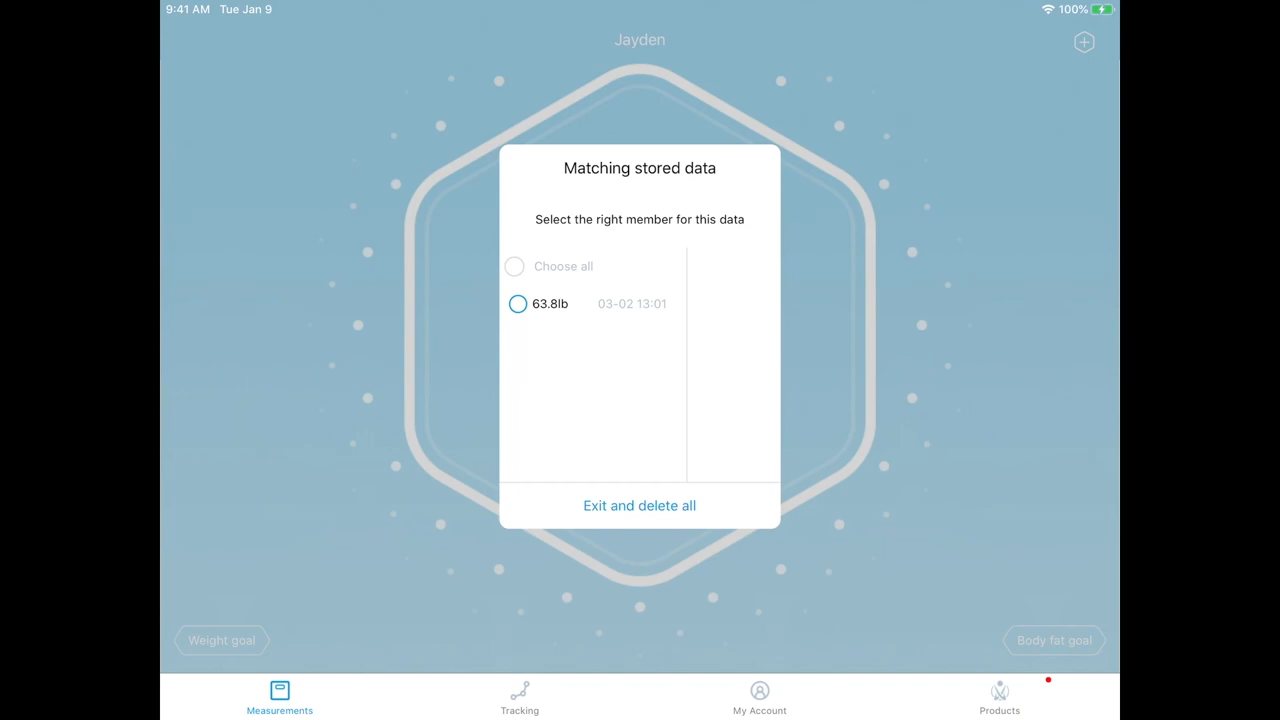 9:41 AM Tue Jan 9
100%
Jayden
Matching stored data
Select the right member for this data
Choose all
63.8lb 03-02 13:01
Exit and delete all
Weight goal
Body fat goal
Measurements
Tracking
My Account
Products